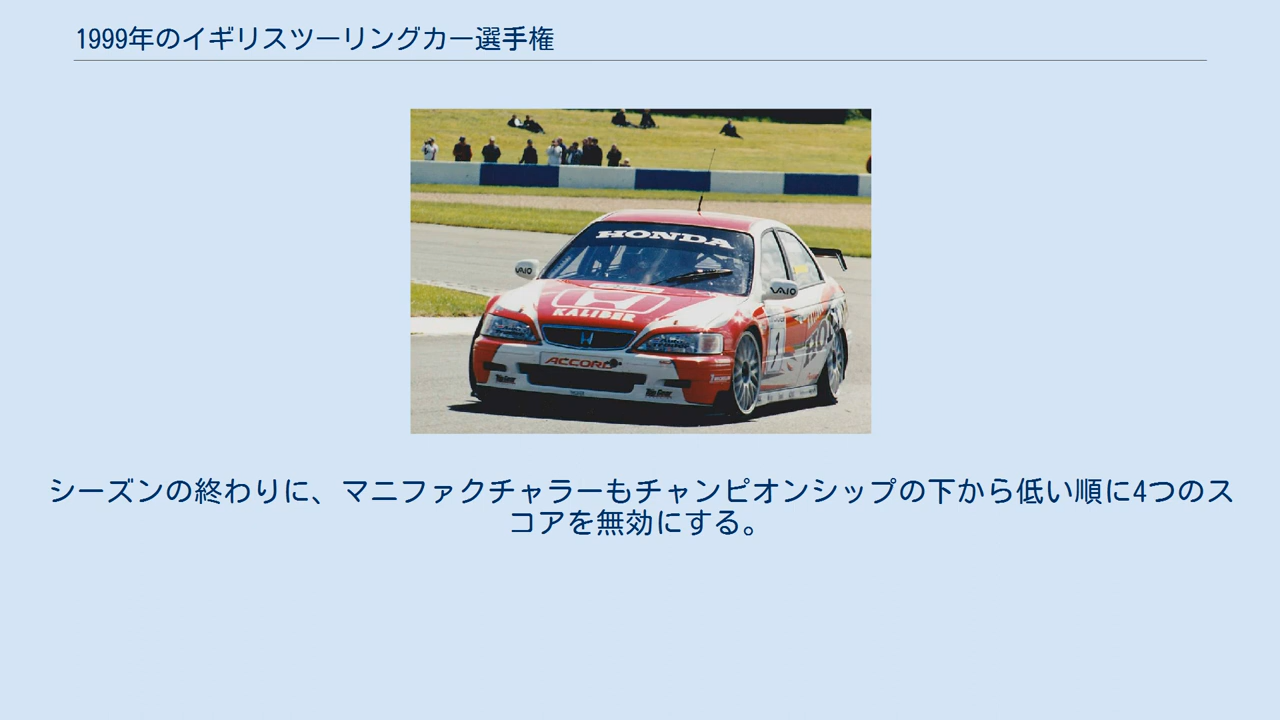 1999年のイギリスツーリングカー選手権
HONDA
VAIO
VAIO
KALIBER
1
ACCORD
シーズンの終わりに、マニファクチャラーもチャンピオンシップの下から低い順に4つのス
コアを無効にする。